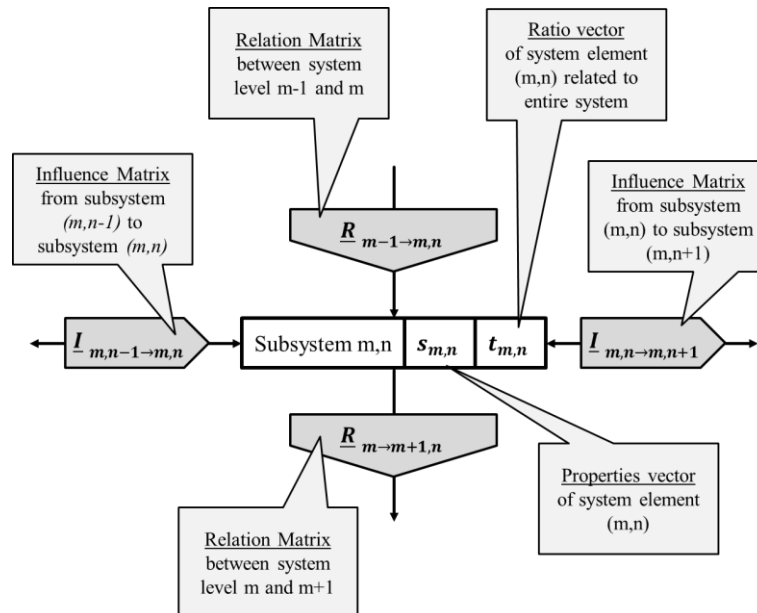 Relation Matrix
between system
level m-1 and m
Ratio vector
of system element
(m,n) related to
entire system
Influence Matrix
from subsystem
(m,n-1) to
subsystem (m,n)
Influence Matrix
from subsystem
(m,n) to subsystem
(m,n+1)
R m−1→m,n
I m,n−1→m,n
Subsystem m,n
s m,n
t m,n
I m,n→m,n+1
R m→m+1,n
Properties vector
of system element
(m,n)
Relation Matrix
between system
level m and m+1